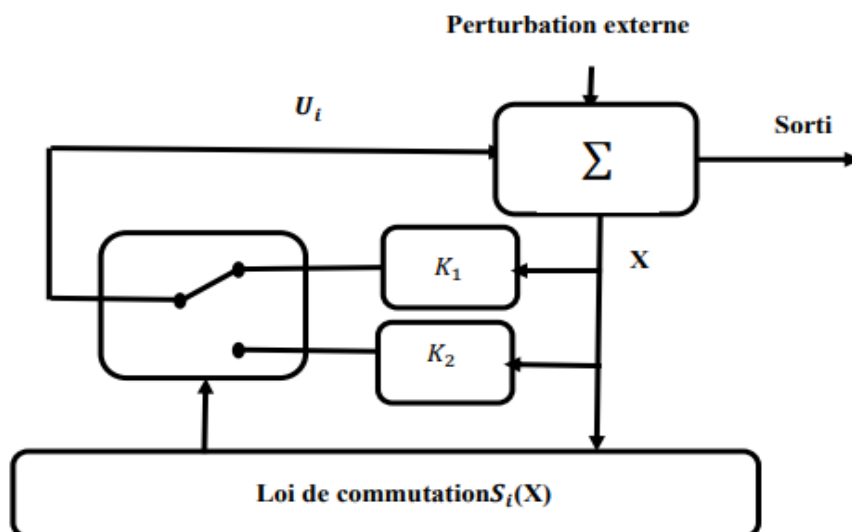 Perturbation externe
U_i
Sorti
Σ
X
K_1
K_2
Loi de commutationS_i(X)